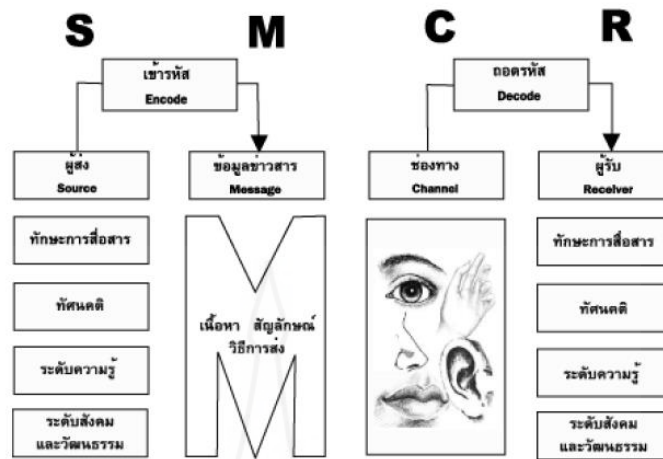 S M C R
เข้ารหัส
Encode
ถอดรหัส
Decode
ผู้ส่ง
Source
ข้อมูลข่าวสาร
Message
ช่องทาง
Channel
ผู้รับ
Receiver
ทักษะการสื่อสาร
ทัศนคติ
ระดับความรู้
ระดับสังคม
และวัฒนธรรม
เนื้อหา สัญลักษณ์
วิธีการส่ง
ทักษะการสื่อสาร
ทัศนคติ
ระดับความรู้
ระดับสังคม
และวัฒนธรรม